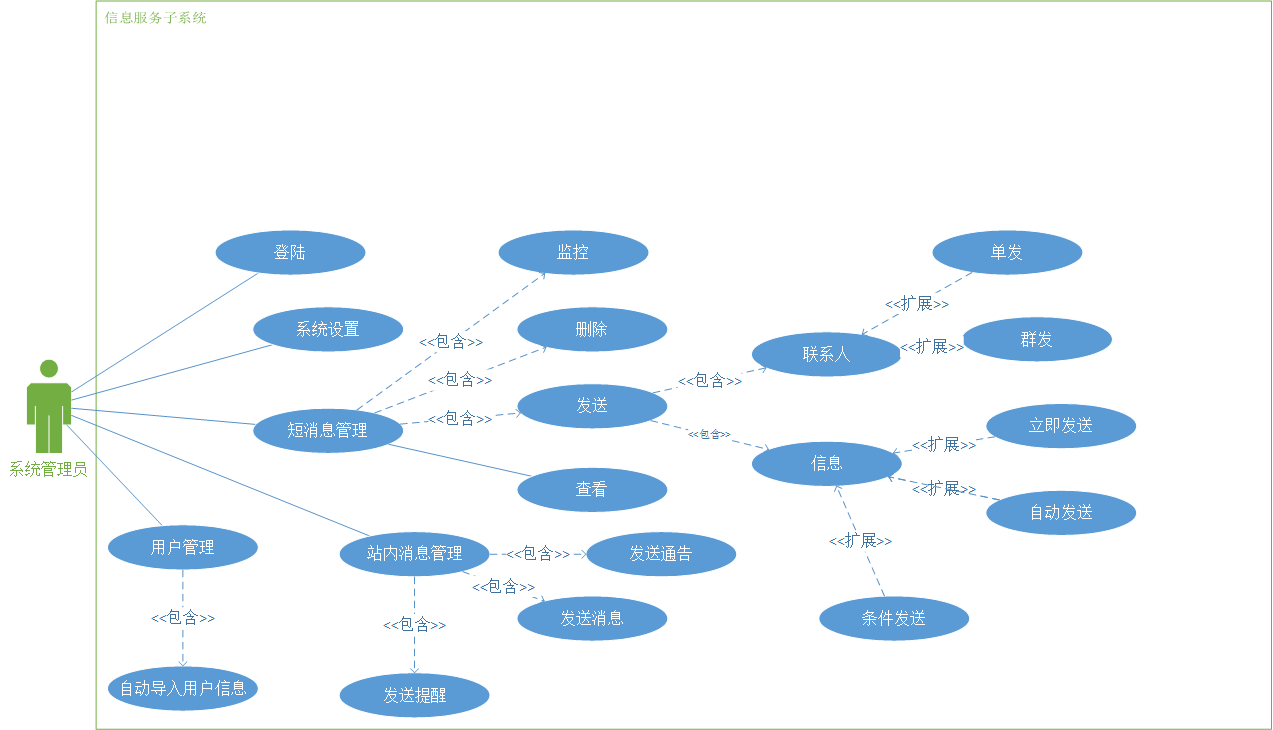 信息服务子系统
登陆
监控
单发
<<扩展>>
系统设置
删除
群发
<<包含>>
<<扩展>>
联系人
<<包含>>
<<包含>>
发送
<<包含>>
短消息管理
<<包含>>
立即发送
<<扩展>>
系统管理员
信息
查看
<<扩展>>
自动发送
用户管理
站内消息管理
<<包含>>
发送通告
<<扩展>>
<<包含>>
<<包含>>
<<包含>>
发送消息
条件发送
自动导入用户信息
发送提醒